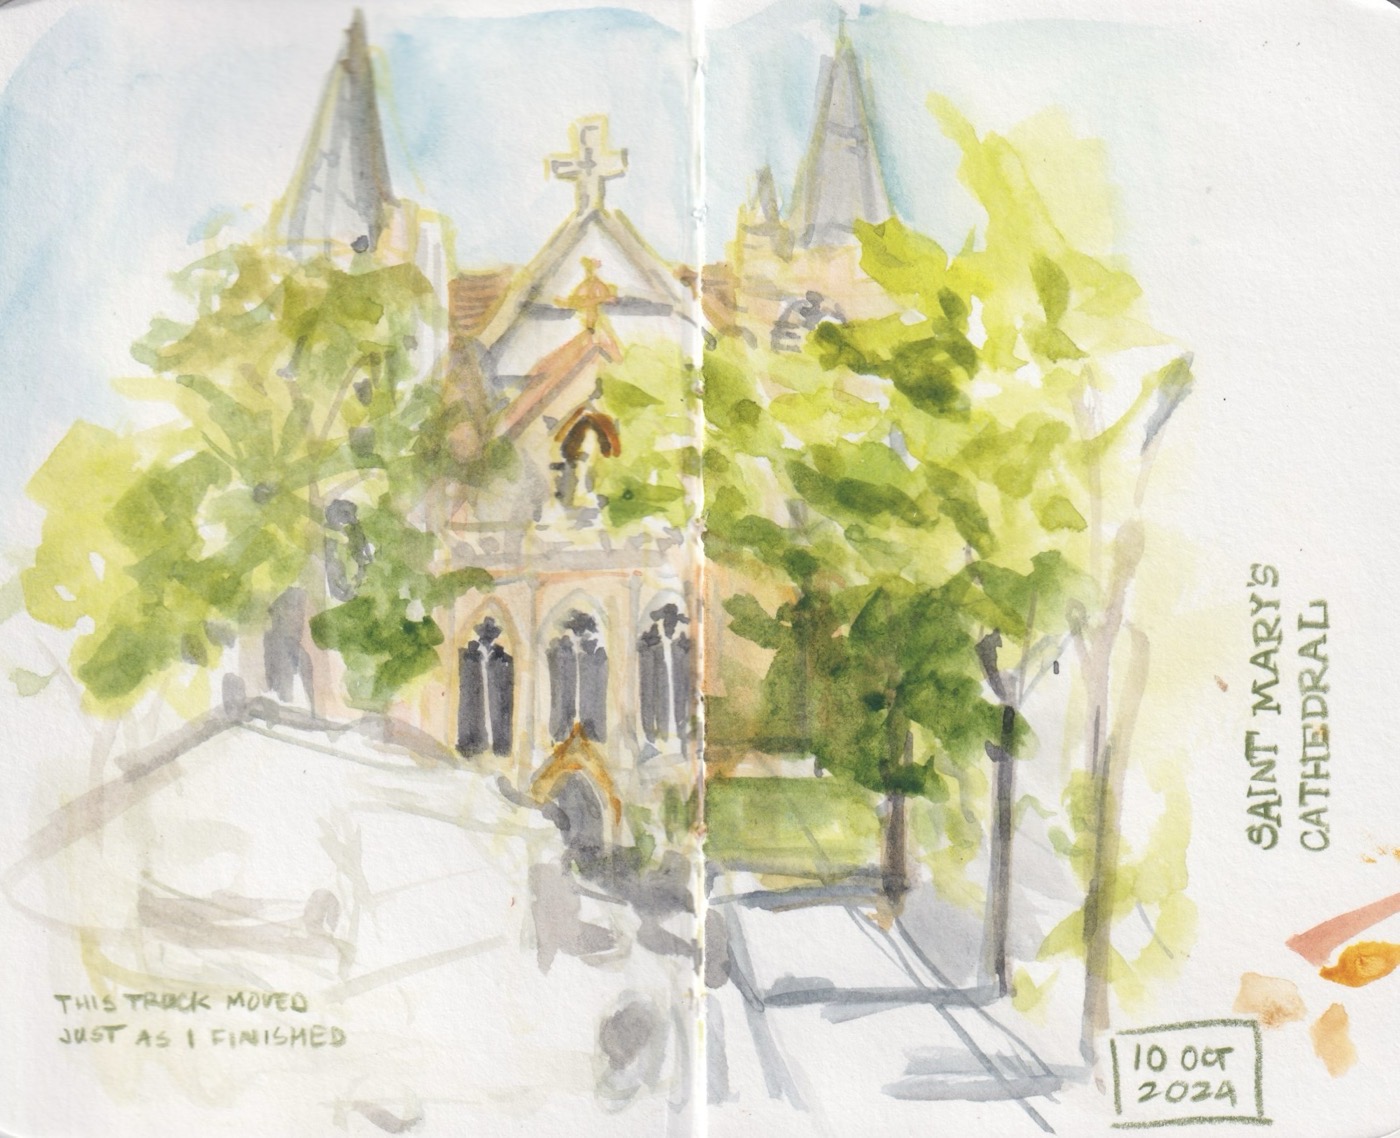 THIS TRUCK MOVED
JUST AS I FINISHED
SAINT MARY'S
CATHEDRAL
10 OCT
2024